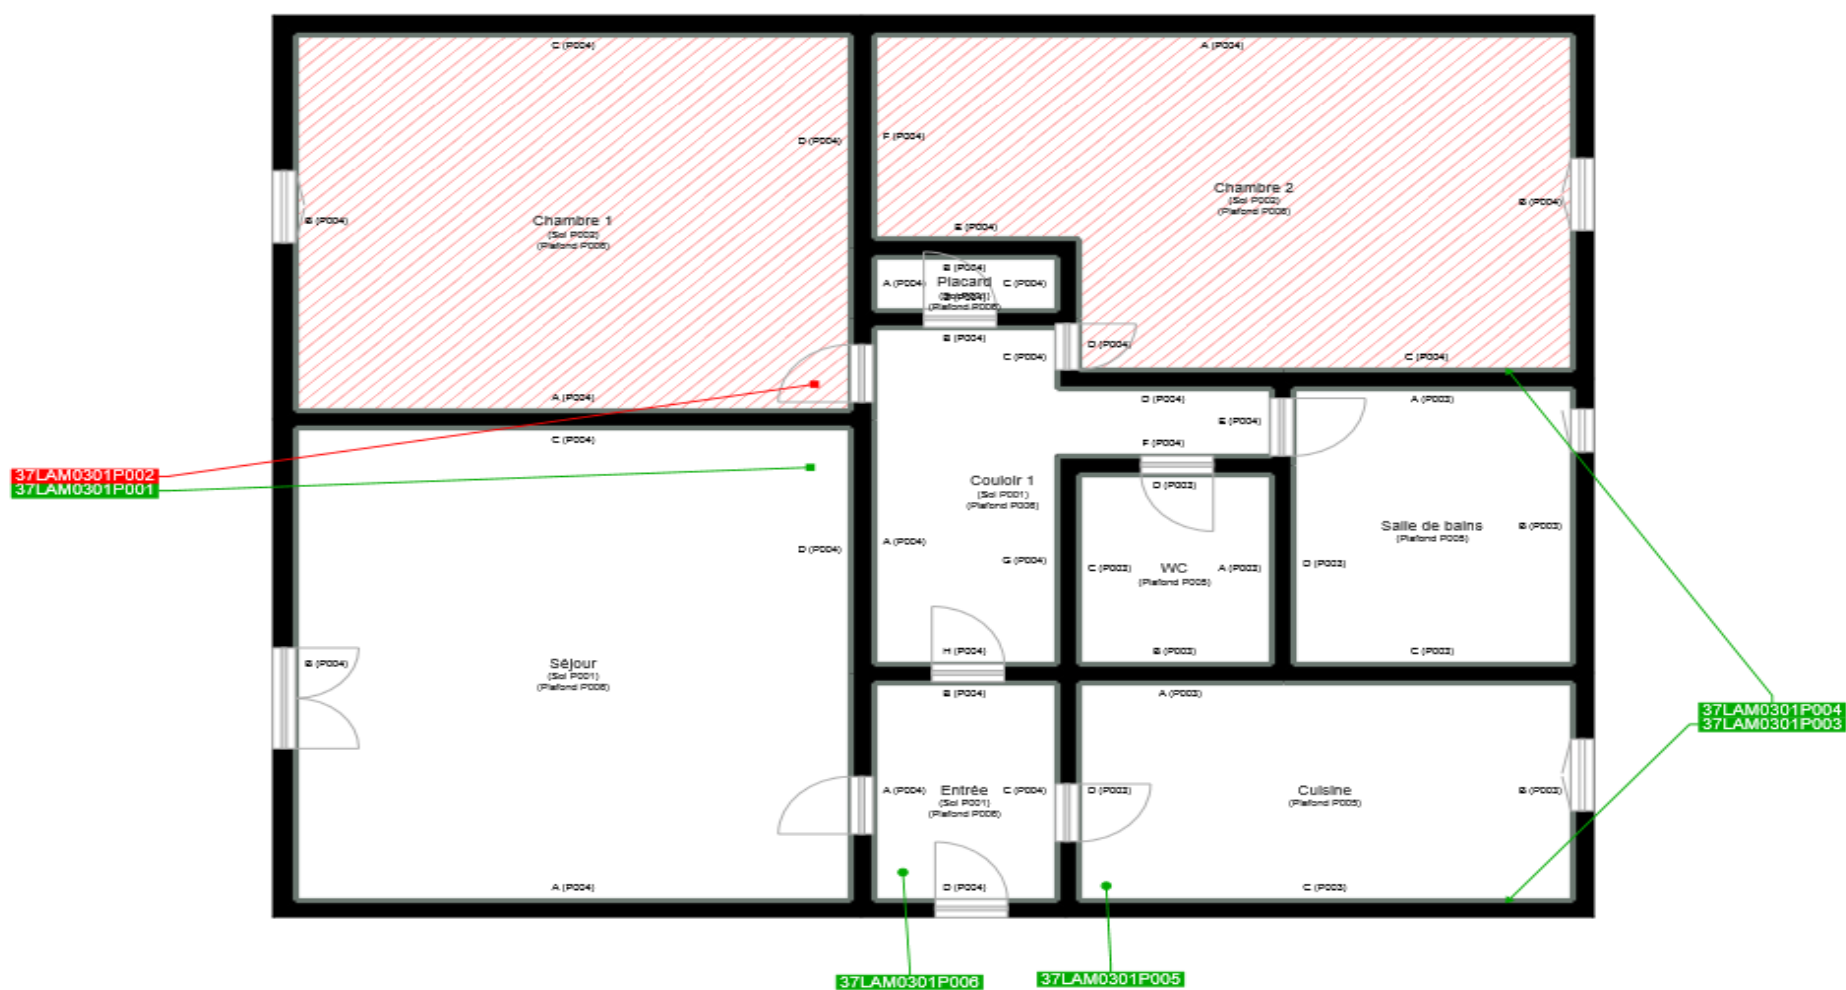 C (P004)
A (P004)
D (P004)
F (P004)
Chambre 2
(Sol P002)
(Plafond P006)
B (P004)
Chambre 1
(Sol P002)
(Plafond P006)
B (P004)
E (P004)
B (P004)
A (P004)
Placard
C (P004)
(Plafond P006)
B (P004)
C (P004)
D (P004)
C (P004)
A (P004)
D (P004)
A (P003)
E (P004)
F (P004)
C (P004)
37LAM0301P002
37LAM0301P001
Couloir 1
(Sol P001)
(Plafond P006)
D (P003)
A (P004)
G (P004)
H (P004)
D (P004)
C (P003)
WC
(Plafond P005)
A (P003)
B (P003)
Salle de bains
(Plafond P005)
B (P003)
D (P003)
C (P003)
B (P004)
Séjour
(Sol P001)
(Plafond P006)
B (P004)
A (P003)
37LAM0301P004
37LAM0301P003
A (P004)
Entrée
(Sol P001)
(Plafond P006)
C (P004)
D (P003)
Cuisine
(Plafond P005)
B (P003)
A (P004)
D (P004)
C (P003)
37LAM0301P006
37LAM0301P005